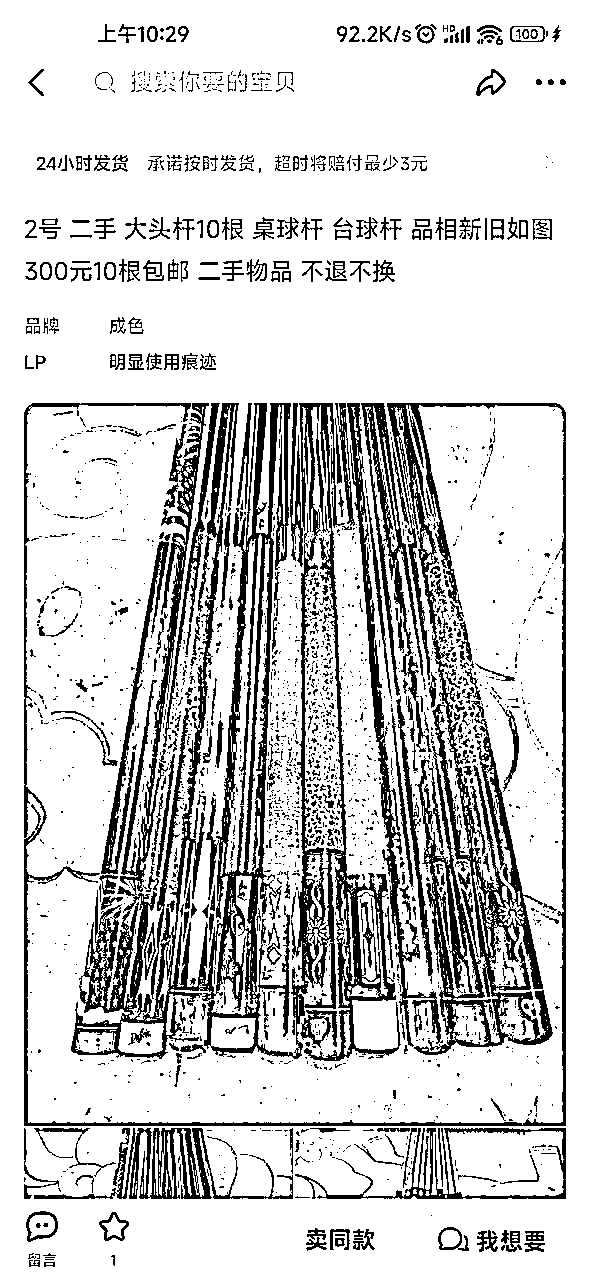 上午10:29 92.2K/s HD 100
搜索你要的宝贝
24小时发货 承诺按时发货，超时将赔付最少3元
2号 二手 大头杆10根 桌球杆 台球杆 品相新旧如图
300元10根包邮 二手物品 不退不换
品牌 成色
LP 明显使用痕迹
留言 1 卖同款 我想要